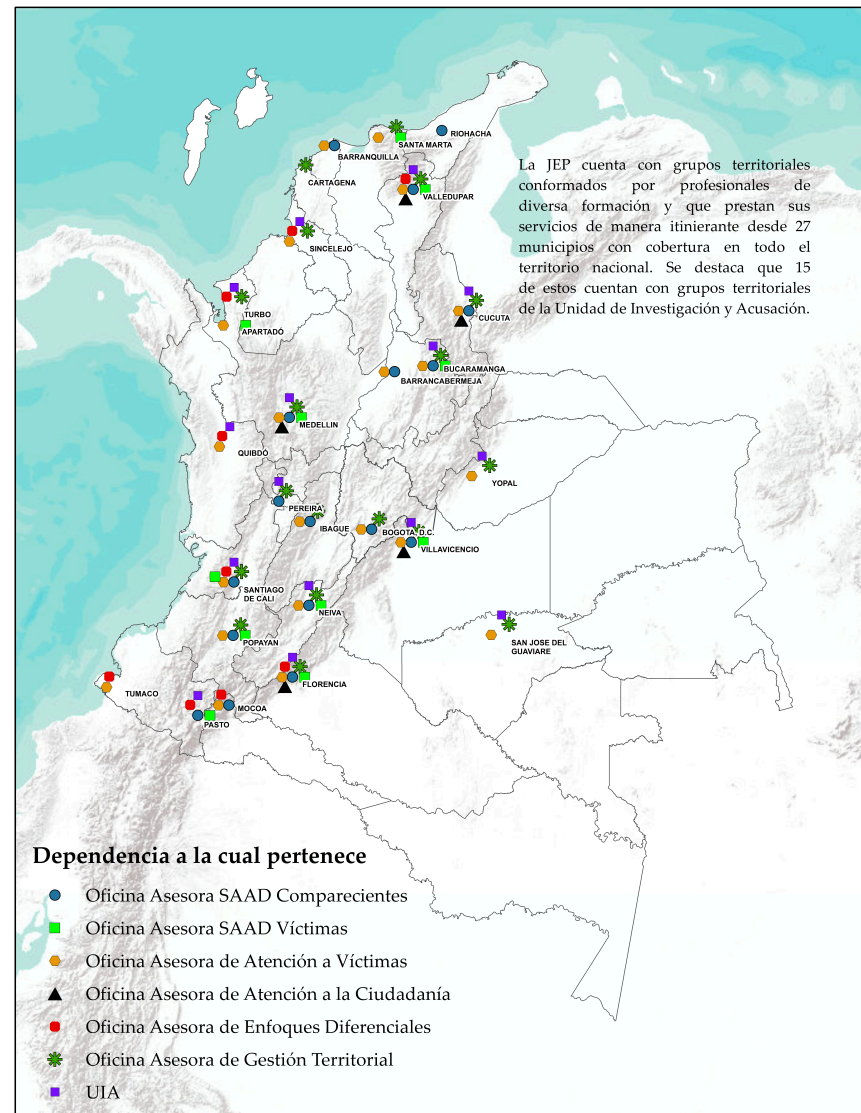 RIOHACHA
SANTA MARTA
BARRANQUILLA
CARTAGENA
VALLEDUPAR
La JEP cuenta con grupos territoriales
conformados por profesionales de
diversa formación y que prestan sus
servicios de manera itinierante desde 27
municipios con cobertura en todo el
territorio nacional. Se destaca que 15
de estos cuentan con grupos territoriales
de la Unidad de Investigación y Acusación.
SINCELEJO
TURBO
APARTADÓ
CUCUTA
BUCARAMANGA
BARRANCABERMEJA
MEDELLIN
QUIBDÓ
YOPAL
PEREIRA
IBAGUE
BOGOTA, D.C.
VILLAVICENCIO
SANTIAGO
DE CALI
NEIVA
POPAYAN
SAN JOSE DEL
GUAVIARE
FLORENCIA
TUMACO
MOCOA
PASTO
Dependencia a la cual pertenece
Oficina Asesora SAAD Comparecientes
Oficina Asesora SAAD Víctimas
Oficina Asesora de Atención a Víctimas
Oficina Asesora de Atención a la Ciudadanía
Oficina Asesora de Enfoques Diferenciales
Oficina Asesora de Gestión Territorial
UIA